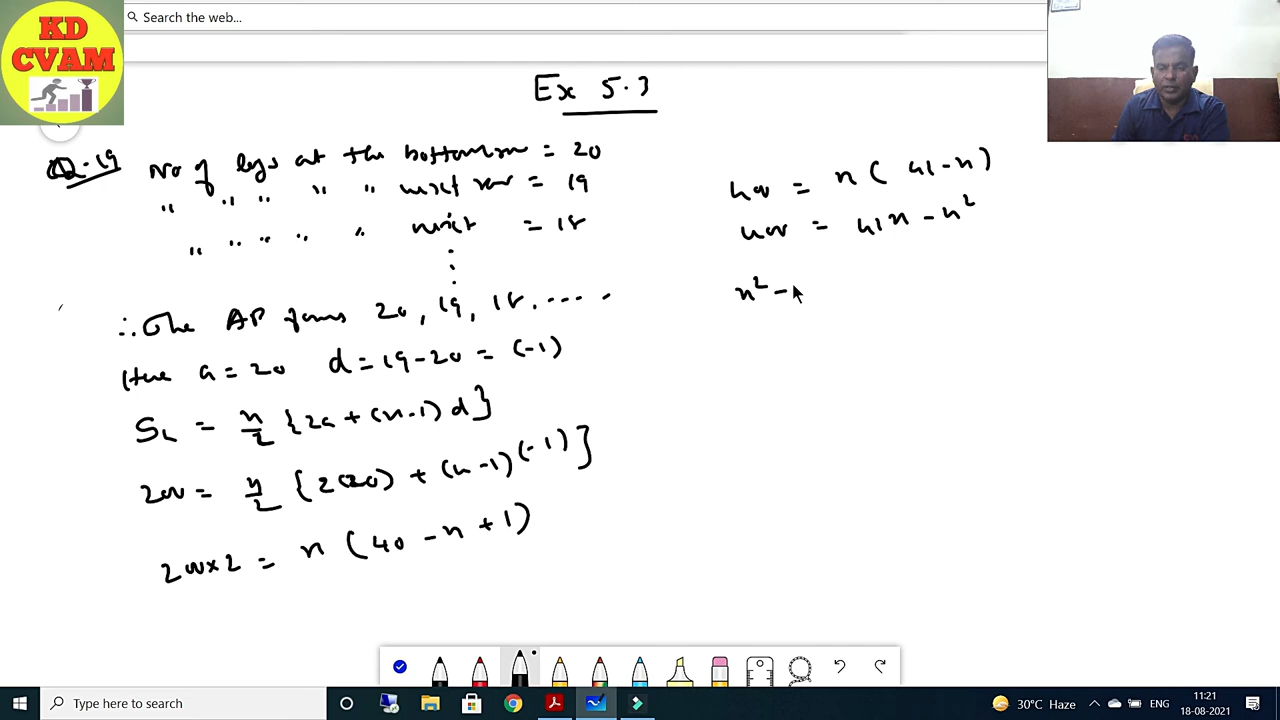 Search the web...
KD
CVAM
Ex 5.3
Q-19 No of logs at the bottom row = 20
" " " " " next row = 19
" " " " " next = 18
∴ The AP forms 20, 19, 18, .....
Here a = 20 d = 19-20 = (-1)
Sn = n/2 {2a + (n-1) d}
200 = n/2 {2(20) + (n-1) (-1)}
200x2 = n (40 - n + 1)
400 = n ( 41 - n)
400 = 41n - n²
n² -
Type here to search
30°C Haze
ENG
11:21
18-08-2021